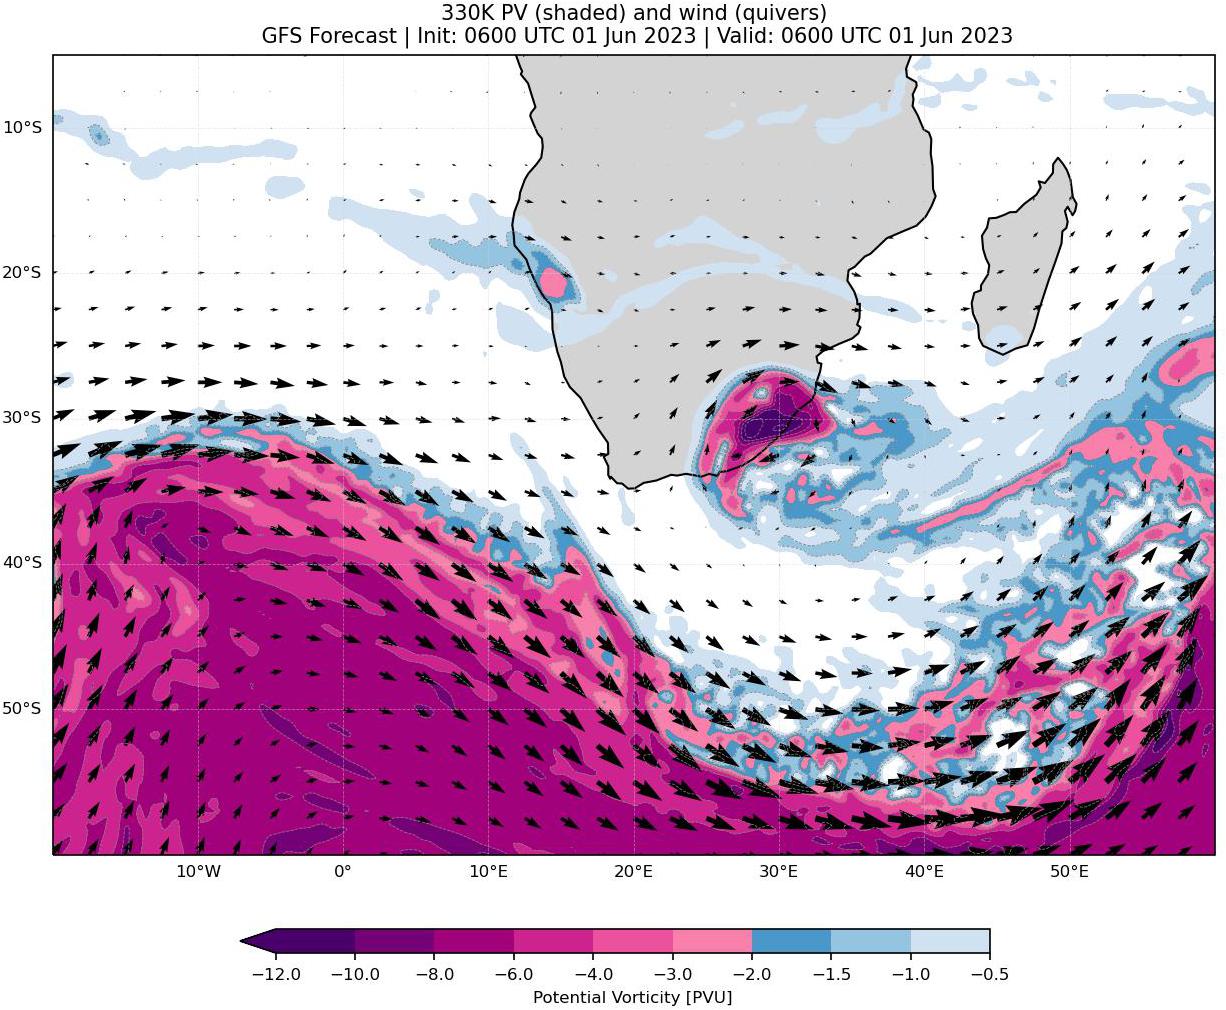 330K PV (shaded) and wind (quivers)
GFS Forecast | Init: 0600 UTC 01 Jun 2023 | Valid: 0600 UTC 01 Jun 2023
10°S
20°S
30°S
40°S
50°S
10°W 0° 10°E 20°E 30°E 40°E 50°E
−12.0 −10.0 −8.0 −6.0 −4.0 −3.0 −2.0 −1.5 −1.0 −0.5
Potential Vorticity [PVU]